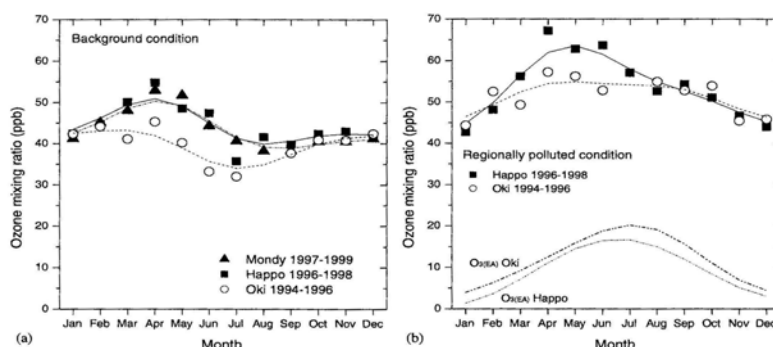 70
Background condition
60
50
40
30
20
10
0
Ozone mixing ratio (ppb)
▲ Mondy 1997-1999
■ Happo 1996-1998
○ Oki 1994-1996
Jan Feb Mar Apr May Jun Jul Aug Sep Oct Nov Dec
(a)
Month
70
60
50
40
30
20
10
0
Ozone mixing ratio (ppb)
Regionally polluted condition
■ Happo 1996-1998
○ Oki 1994-1996
O3(EA) Oki
O3(EA) Happo
Jan Feb Mar Apr May Jun Jul Aug Sep Oct Nov Dec
(b)
Month